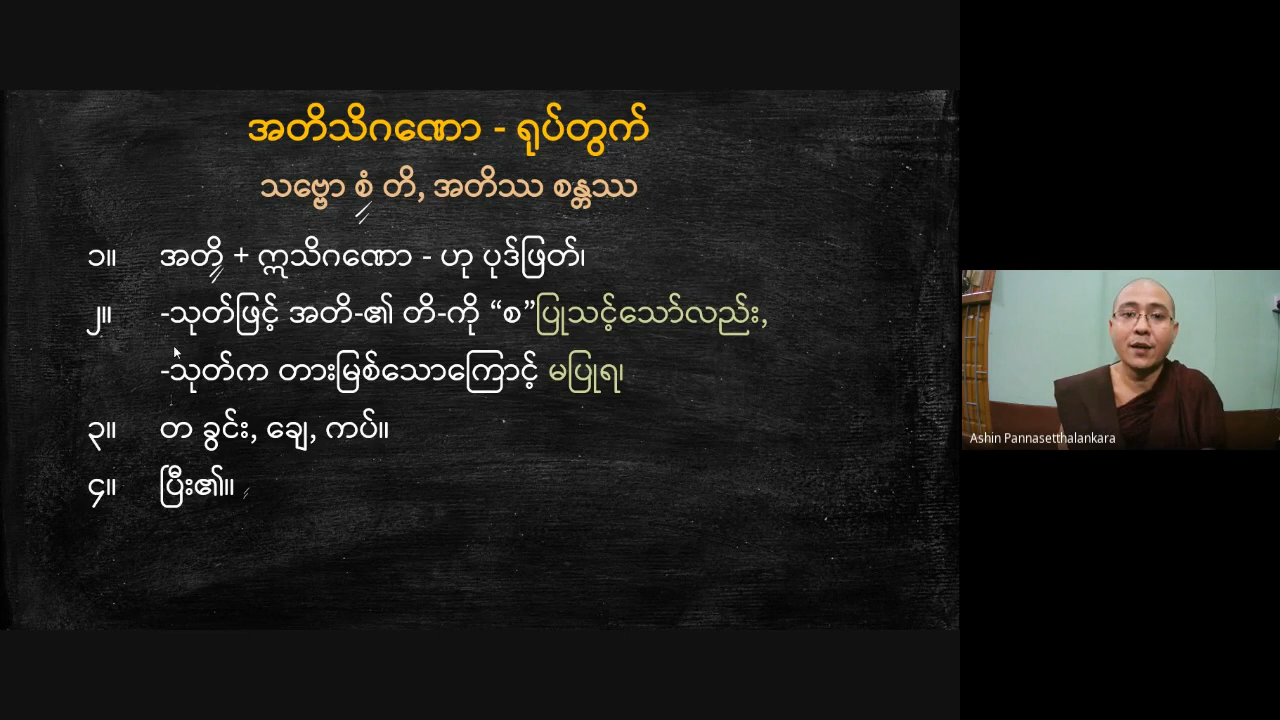 အတိသိဂဏော - ရုပ်တွက်
သဗ္ဗော စံ တိ, အတိဿ စန္တဿ
၁။ အတိ + ဣသိဂဏော - ဟု ပုဒ်ဖြတ်၊
၂။ -သုတ်ဖြင့် အတိ-၏ တိ-ကို “စ”ပြုသင့်သော်လည်း,
-သုတ်က တားမြစ်သောကြောင့် မပြုရ၊
၃။ တ ခွင်း, ချေ, ကပ်။
၄။ ပြီး၏။
Ashin Pannasetthalankara